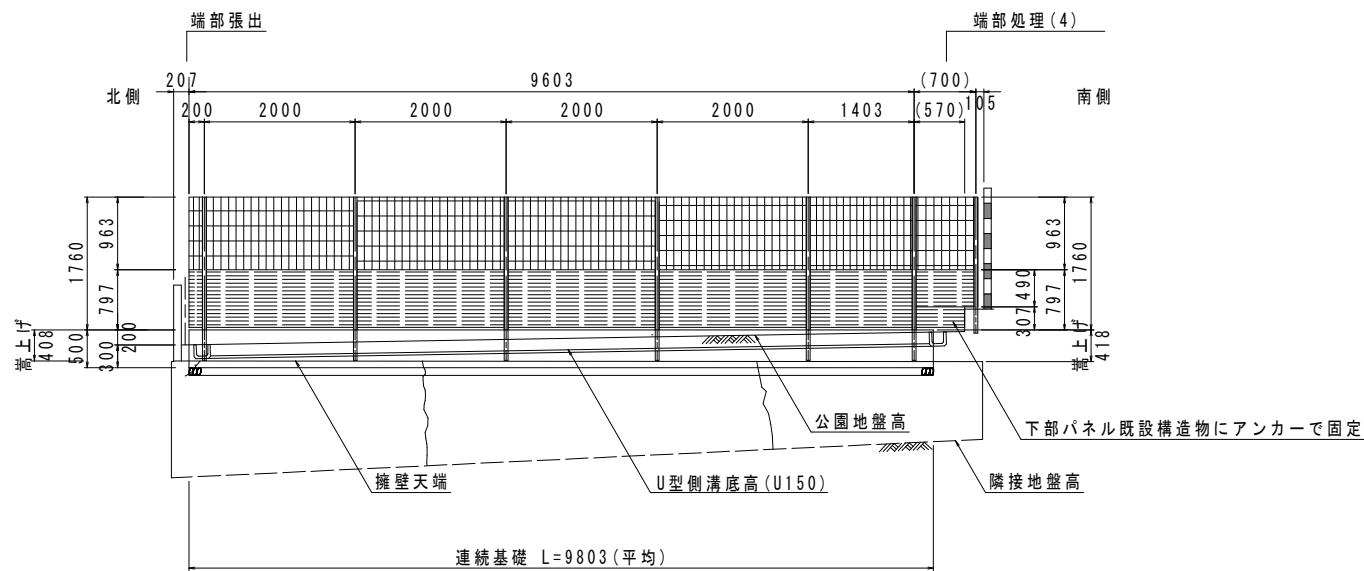 端部張出
端部処理(4)
207
9603
(700)
北側
105
南側
200
2000
2000
2000
2000
1403
(570)
1760
963
797
963
1760
490
797
307
嵩上げ
408
500
300
200
嵩上げ
418
公園地盤高
下部パネル既設構造物にアンカーで固定
擁壁天端
U型側溝底高(U150)
隣接地盤高
連続基礎 L=9803(平均)